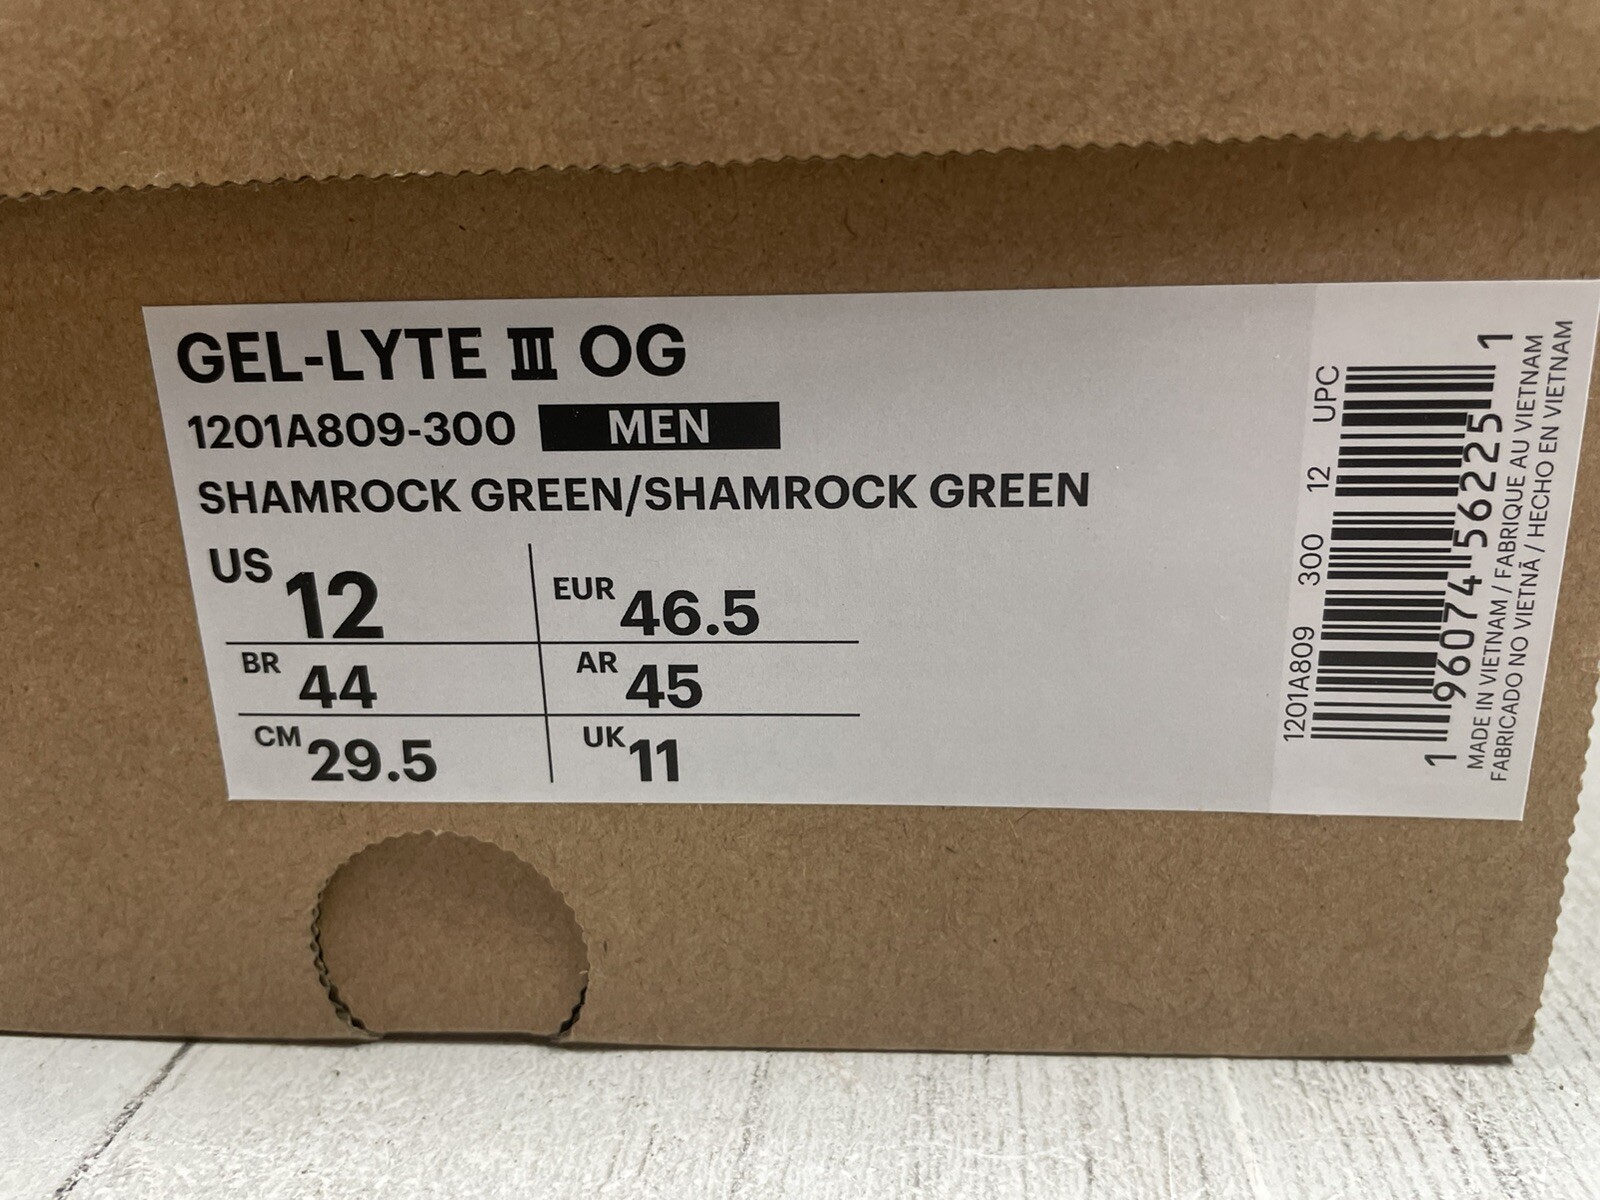 GEL-LYTE III OG
1201A809-300 MEN
SHAMROCK GREEN/SHAMROCK GREEN
US 12 EUR 46.5
BR 44 AR 45
CM 29.5 UK 11
1201A809 300 12 UPC
1 96074 56225 1
MADE IN VIETNAM / FABRIQUE AU VIETNAM
FABRICADO NO VIETNÃ / HECHO EN VIETNAM